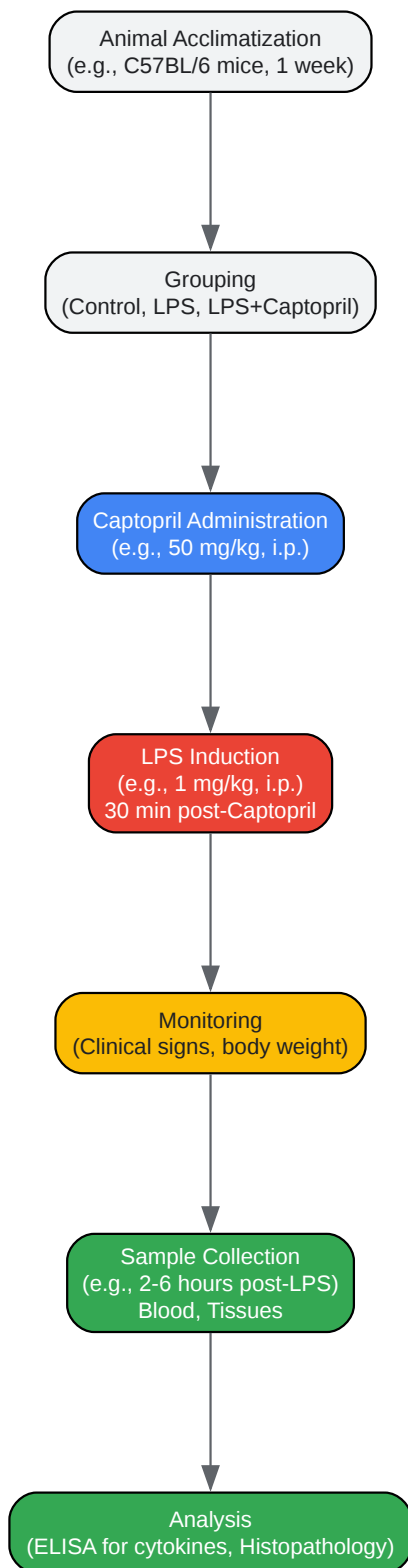 Animal Acclimatization
(e.g., C57BL/6 mice, 1 week)
Grouping
(Control, LPS, LPS+Captopril)
Captopril Administration
(e.g., 50 mg/kg, i.p.)
LPS Induction
(e.g., 1 mg/kg, i.p.)
30 min post-Captopril
Monitoring
(Clinical signs, body weight)
Sample Collection
(e.g., 2-6 hours post-LPS)
Blood, Tissues
Analysis
(ELISA for cytokines, Histopathology)